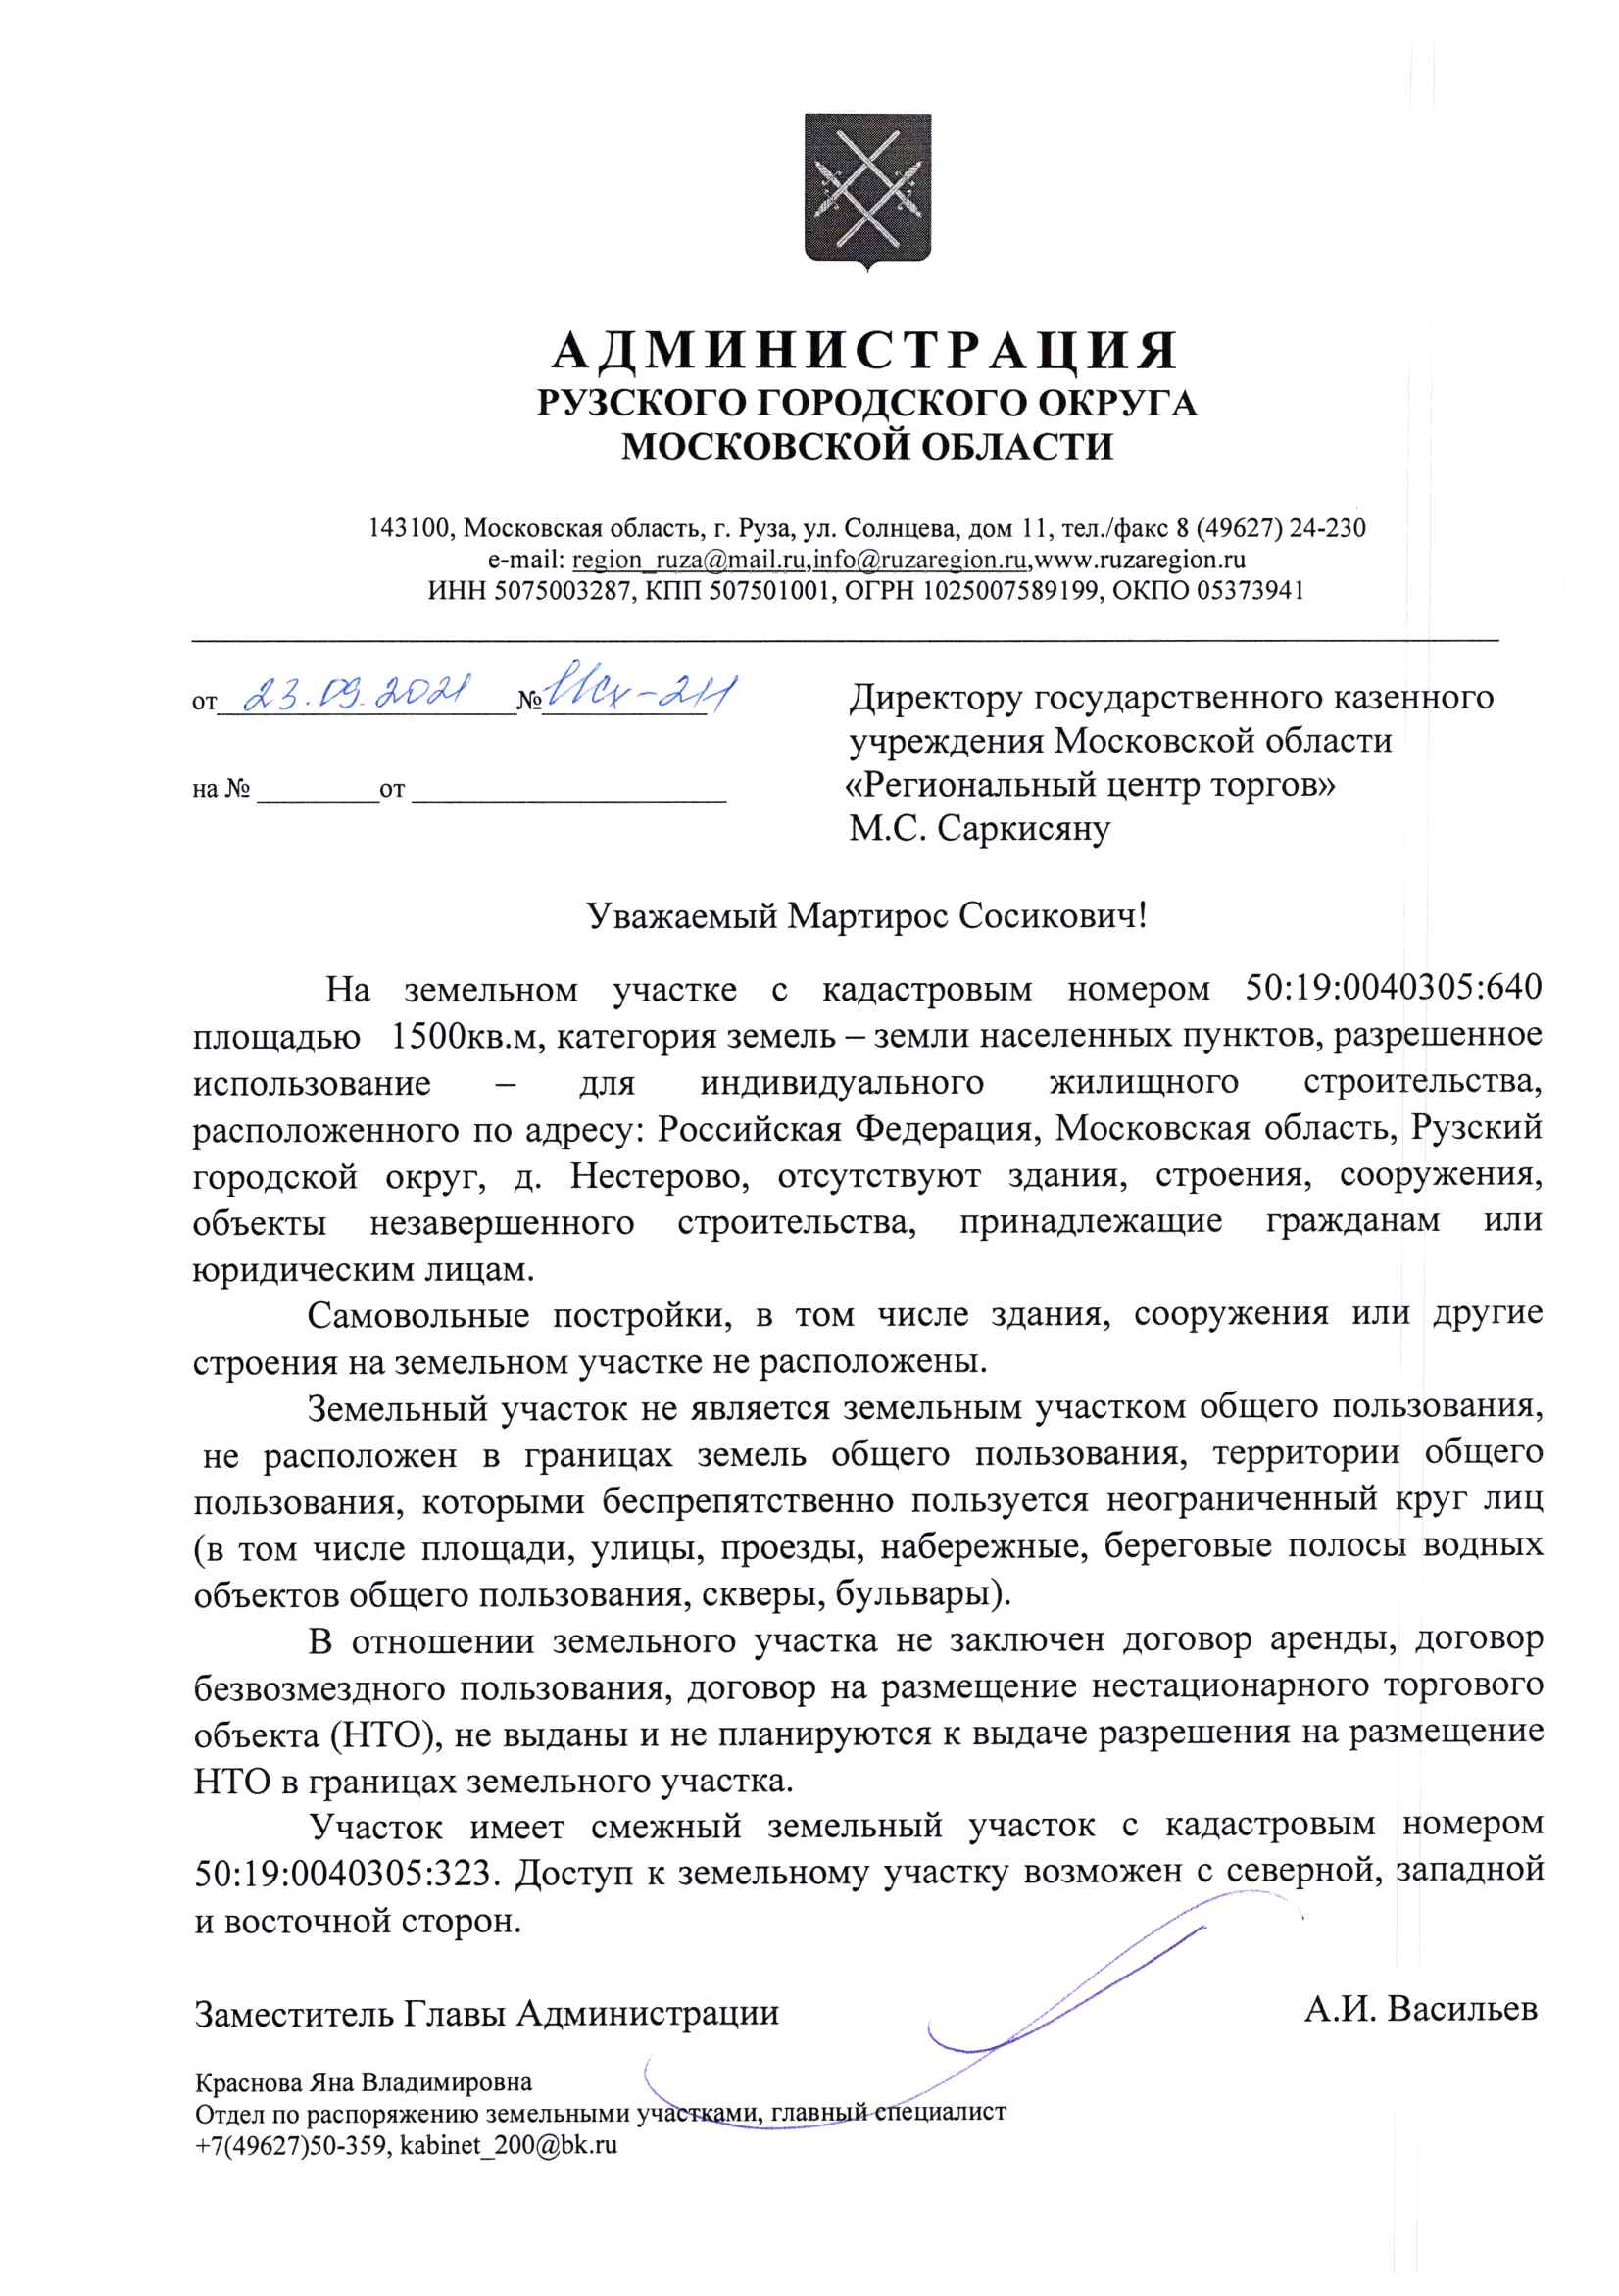 АДМИНИСТРАЦИЯ
РУЗСКОГО ГОРОДСКОГО ОКРУГА
МОСКОВСКОЙ ОБЛАСТИ
143100, Московская область, г. Руза, ул. Солнцева, дом 11, тел./факс 8 (49627) 24-230
e-mail: region_ruza@mail.ru,info@ruzaregion.ru,www.ruzaregion.ru
ИНН 5075003287, КПП 507501001, ОГРН 1025007589199, ОКПО 05373941
от 23.09.2021 № Исх-211
на № __________от ____________________
Директору государственного казенного
учреждения Московской области
«Региональный центр торгов»
М.С. Саркисяну
Уважаемый Мартирос Сосикович!
На земельном участке с кадастровым номером 50:19:0040305:640
площадью 1500кв.м, категория земель – земли населенных пунктов, разрешенное
использование – для индивидуального жилищного строительства,
расположенного по адресу: Российская Федерация, Московская область, Рузский
городской округ, д. Нестерово, отсутствуют здания, строения, сооружения,
объекты незавершенного строительства, принадлежащие гражданам или
юридическим лицам.
Самовольные постройки, в том числе здания, сооружения или другие
строения на земельном участке не расположены.
Земельный участок не является земельным участком общего пользования,
не расположен в границах земель общего пользования, территории общего
пользования, которыми беспрепятственно пользуется неограниченный круг лиц
(в том числе площади, улицы, проезды, набережные, береговые полосы водных
объектов общего пользования, скверы, бульвары).
В отношении земельного участка не заключен договор аренды, договор
безвозмездного пользования, договор на размещение нестационарного торгового
объекта (НТО), не выданы и не планируются к выдаче разрешения на размещение
НТО в границах земельного участка.
Участок имеет смежный земельный участок с кадастровым номером
50:19:0040305:323. Доступ к земельному участку возможен с северной, западной
и восточной сторон.
Заместитель Главы Администрации А.И. Васильев
Краснова Яна Владимировна
Отдел по распоряжению земельными участками, главный специалист
+7(49627)50-359, kabinet_200@bk.ru